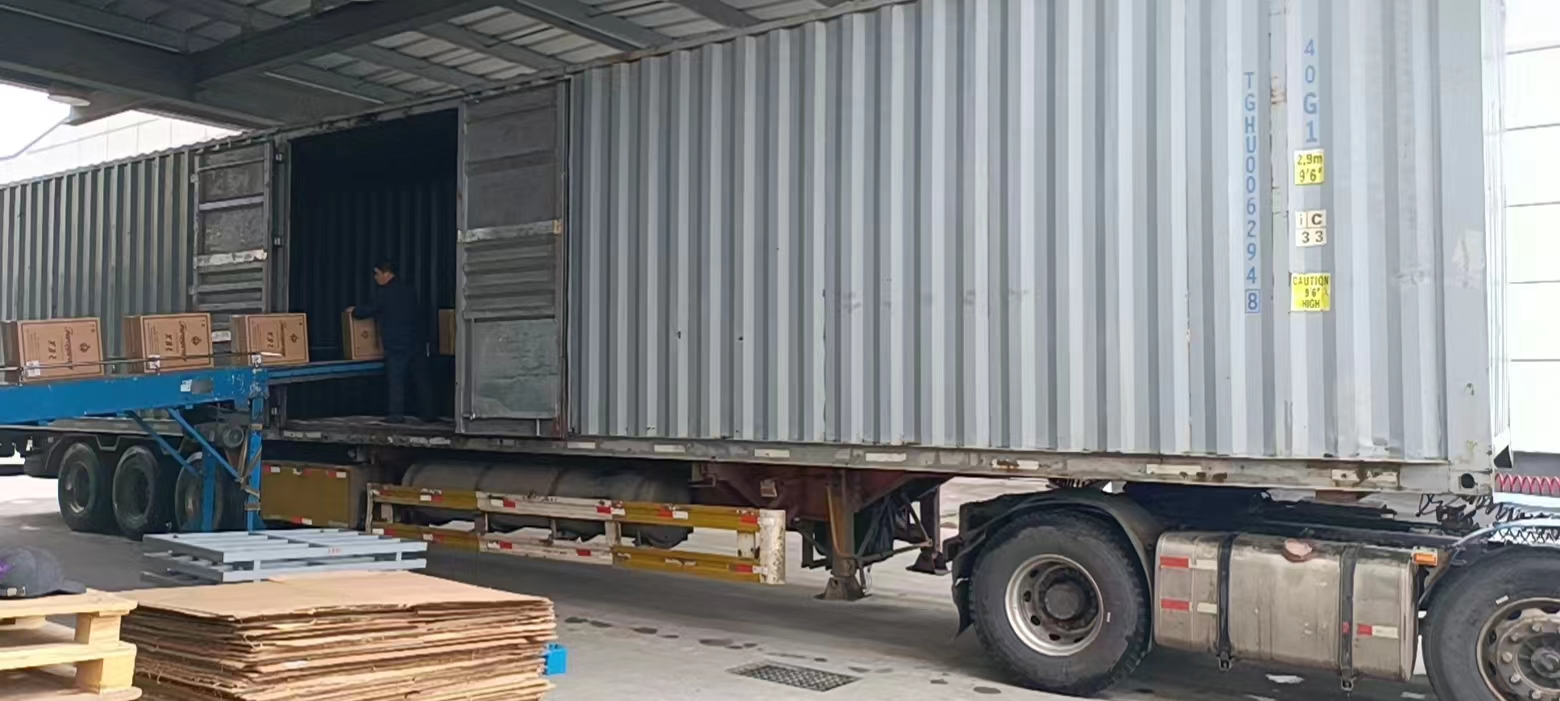 TGHU0062948
40G1
2,9m
9'6"
iC
33
CAUTION
9'6"
HIGH